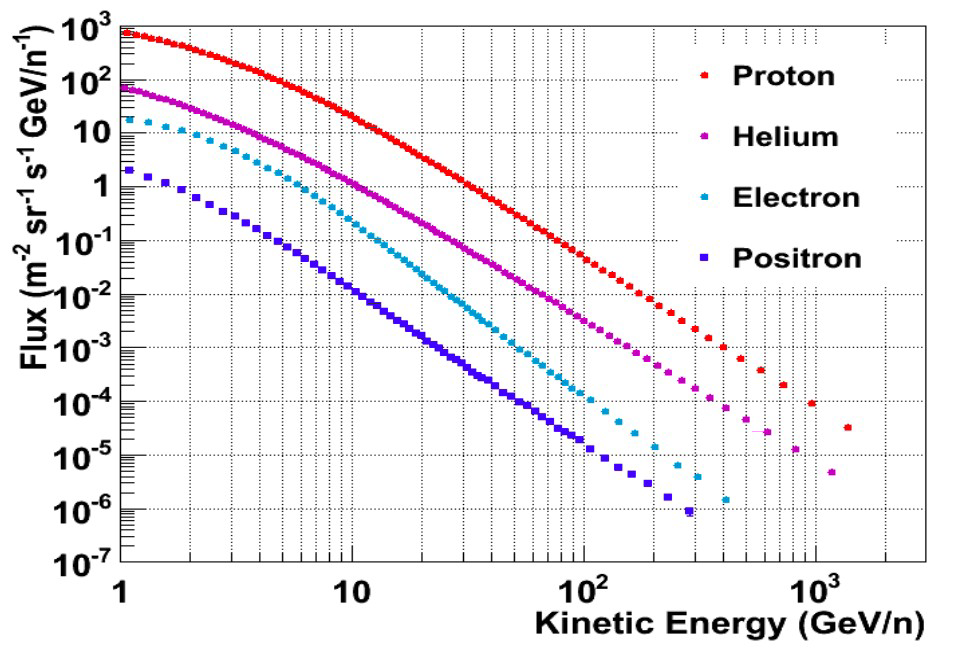 Flux (m⁻² sr⁻¹ s⁻¹ GeV/n⁻¹)
10³
10²
10
1
10⁻¹
10⁻²
10⁻³
10⁻⁴
10⁻⁵
10⁻⁶
10⁻⁷
Proton
Helium
Electron
Positron
1 10 10² 10³
Kinetic Energy (GeV/n)